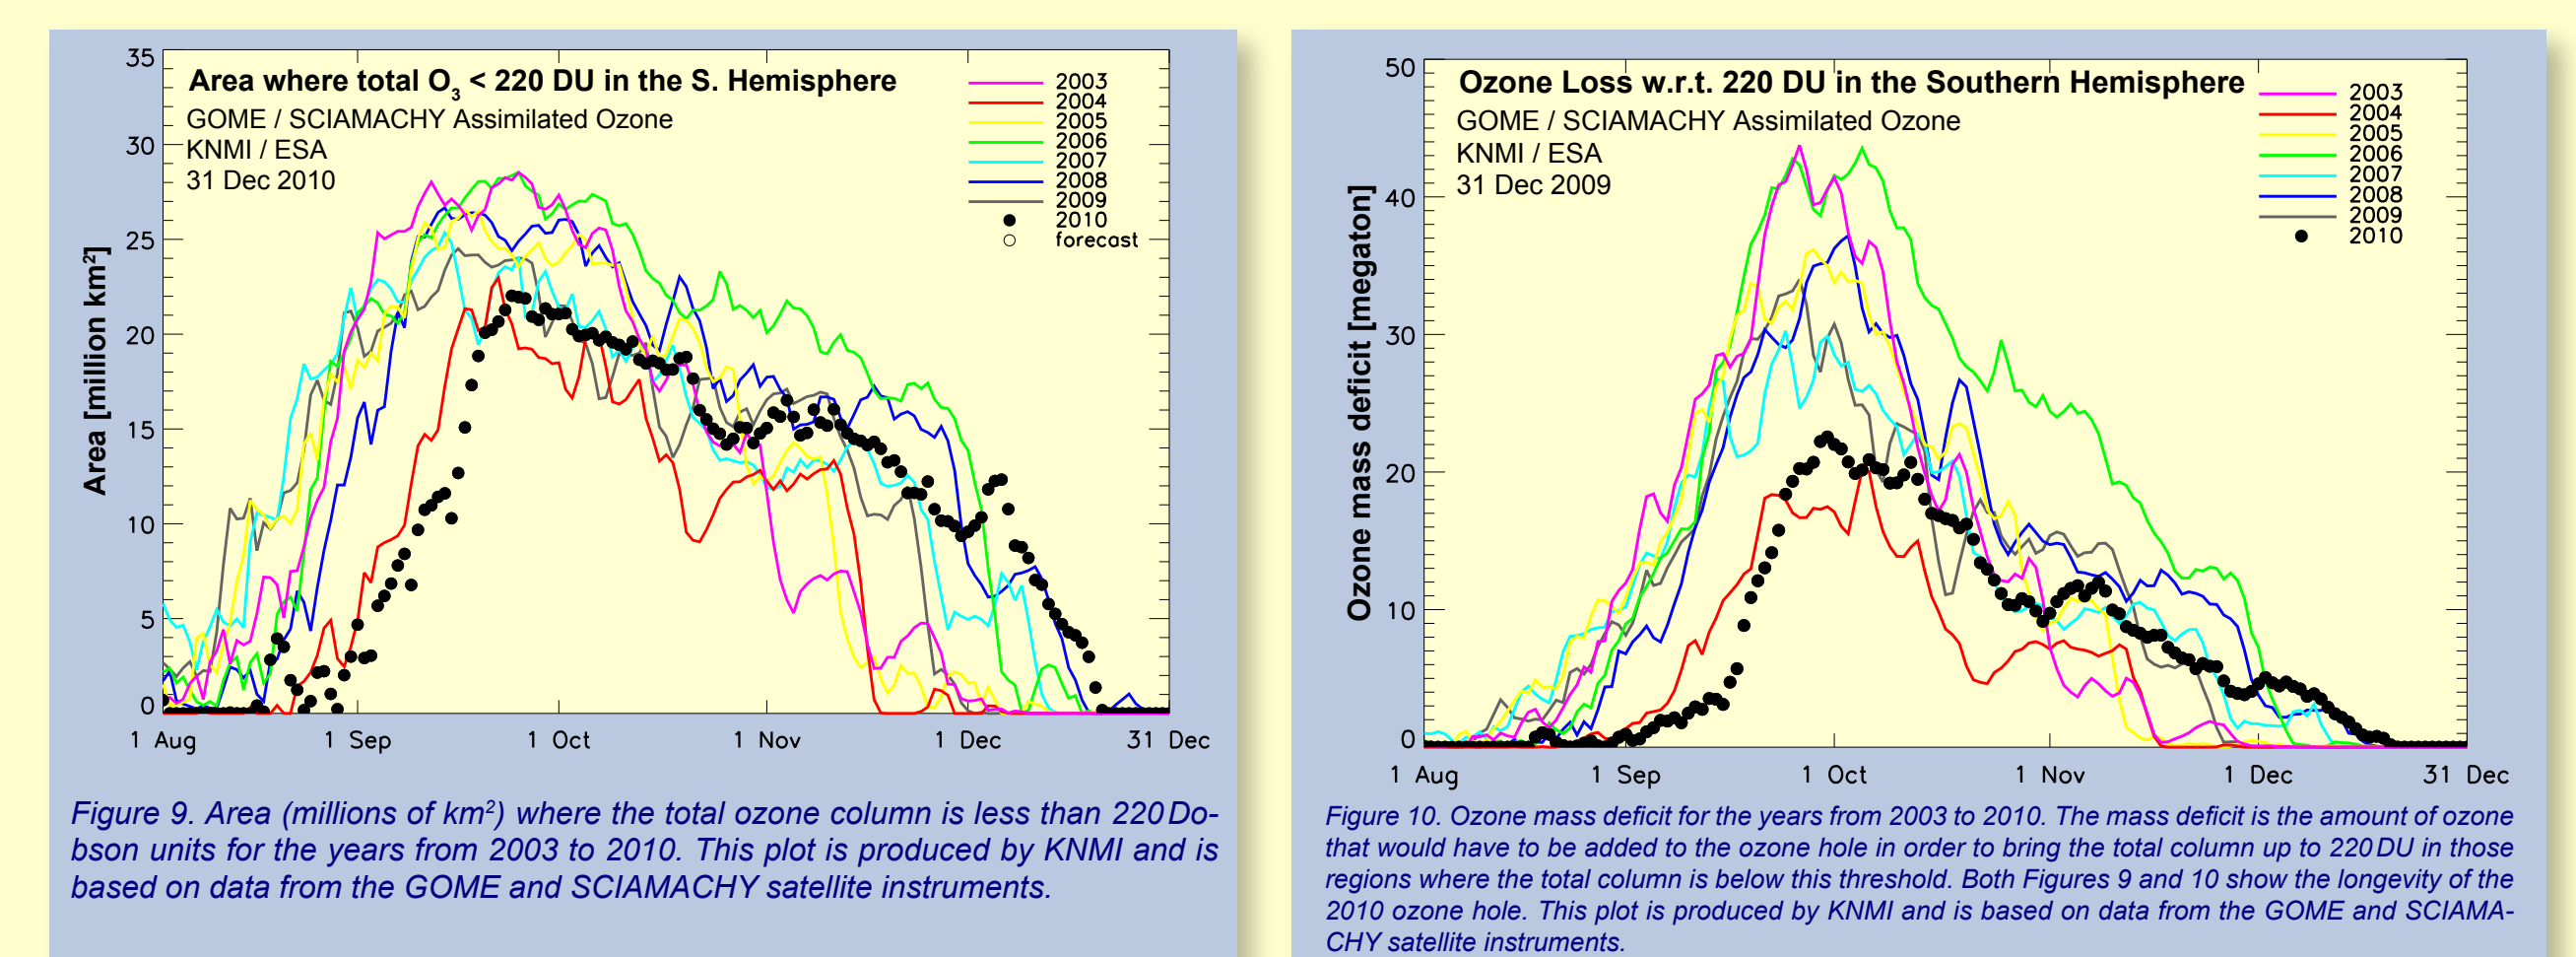 Area where total O3 < 220 DU in the S. Hemisphere
GOME / SCIAMACHY Assimilated Ozone
KNMI / ESA
31 Dec 2010
2003
2004
2005
2006
2007
2008
2009
2010
forecast
Area [million km²]
35
30
25
20
15
10
5
0
1 Aug
1 Sep
1 Oct
1 Nov
1 Dec
31 Dec
Figure 9. Area (millions of km²) where the total ozone column is less than 220 Do-
bson units for the years from 2003 to 2010. This plot is produced by KNMI and is
based on data from the GOME and SCIAMACHY satellite instruments.
Ozone Loss w.r.t. 220 DU in the Southern Hemisphere
GOME / SCIAMACHY Assimilated Ozone
KNMI / ESA
31 Dec 2009
2003
2004
2005
2006
2007
2008
2009
2010
Ozone mass deficit [megaton]
50
40
30
20
10
0
1 Aug
1 Sep
1 Oct
1 Nov
1 Dec
31 Dec
Figure 10. Ozone mass deficit for the years from 2003 to 2010. The mass deficit is the amount of ozone
that would have to be added to the ozone hole in order to bring the total column up to 220 DU in those
regions where the total column is below this threshold. Both Figures 9 and 10 show the longevity of the
2010 ozone hole. This plot is produced by KNMI and is based on data from the GOME and SCIAMA-
CHY satellite instruments.